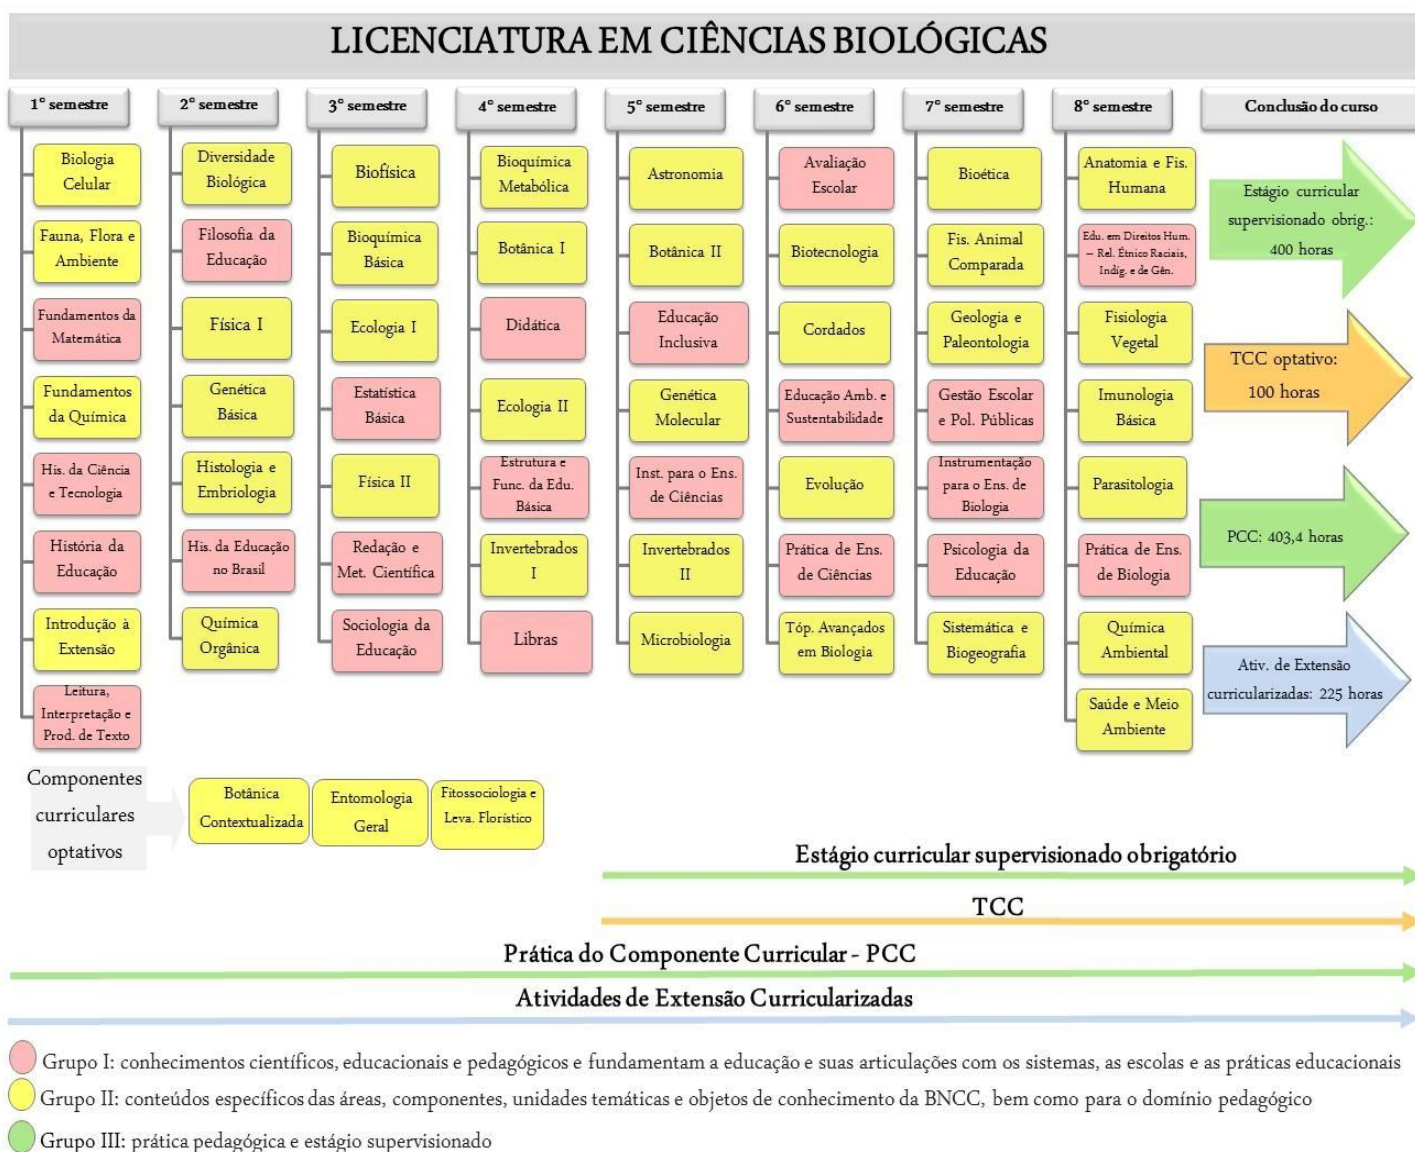 LICENCIATURA EM CIÊNCIAS BIOLÓGICAS
1° semestre
Biologia
Celular
Fauna, Flora e
Ambiente
Fundamentos da
Matemática
Fundamentos
da Química
His. da Ciência
e Tecnologia
História da
Educação
Introdução à
Extensão
Leitura,
Interpretação e
Prod. de Texto
2° semestre
Diversidade
Biológica
Filosofia da
Educação
Física I
Genética
Básica
Histologia e
Embriologia
His. da Educação
no Brasil
Química
Orgânica
3° semestre
Biofísica
Bioquímica
Básica
Ecologia I
Estatística
Básica
Física II
Redação e
Met. Científica
Sociologia da
Educação
4° semestre
Bioquímica
Metabólica
Botânica I
Didática
Ecologia II
Estrutura e
Func. da Edu.
Básica
Invertebrados
I
Libras
5° semestre
Astronomia
Botânica II
Educação
Inclusiva
Genética
Molecular
Inst. para o Ens.
de Ciências
Invertebrados
II
Microbiologia
6° semestre
Avaliação
Escolar
Biotecnologia
Cordados
Educação Amb. e
Sustentabilidade
Evolução
Prática de Ens.
de Ciências
Tóp. Avançados
em Biologia
7° semestre
Bioética
Fis. Animal
Comparada
Geologia e
Paleontologia
Gestão Escolar
e Pol. Públicas
Instrumentação
para o Ens. de
Biologia
Psicologia da
Educação
Sistemática e
Biogeografia
8° semestre
Anatomia e Fis.
Humana
Edu. em Direitos Hum.
– Rel. Étnico Raciais,
Indíg. e de Gên.
Fisiologia
Vegetal
Imunologia
Básica
Parasitologia
Prática de Ens.
de Biologia
Química
Ambiental
Saúde e Meio
Ambiente
Conclusão do curso
Estágio curricular
supervisionado obrig.:
400 horas
TCC optativo:
100 horas
PCC: 403,4 horas
Ativ. de Extensão
curricularizadas: 225 horas
Componentes
curriculares
optativos
Botânica
Contextualizada
Entomologia
Geral
Fitossociologia e
Leva. Florístico
Estágio curricular supervisionado obrigatório
TCC
Prática do Componente Curricular - PCC
Atividades de Extensão Curricularizadas
Grupo I: conhecimentos científicos, educacionais e pedagógicos e fundamentam a educação e suas articulações com os sistemas, as escolas e as práticas educacionais
Grupo II: conteúdos específicos das áreas, componentes, unidades temáticas e objetos de conhecimento da BNCC, bem como para o domínio pedagógico
Grupo III: prática pedagógica e estágio supervisionado